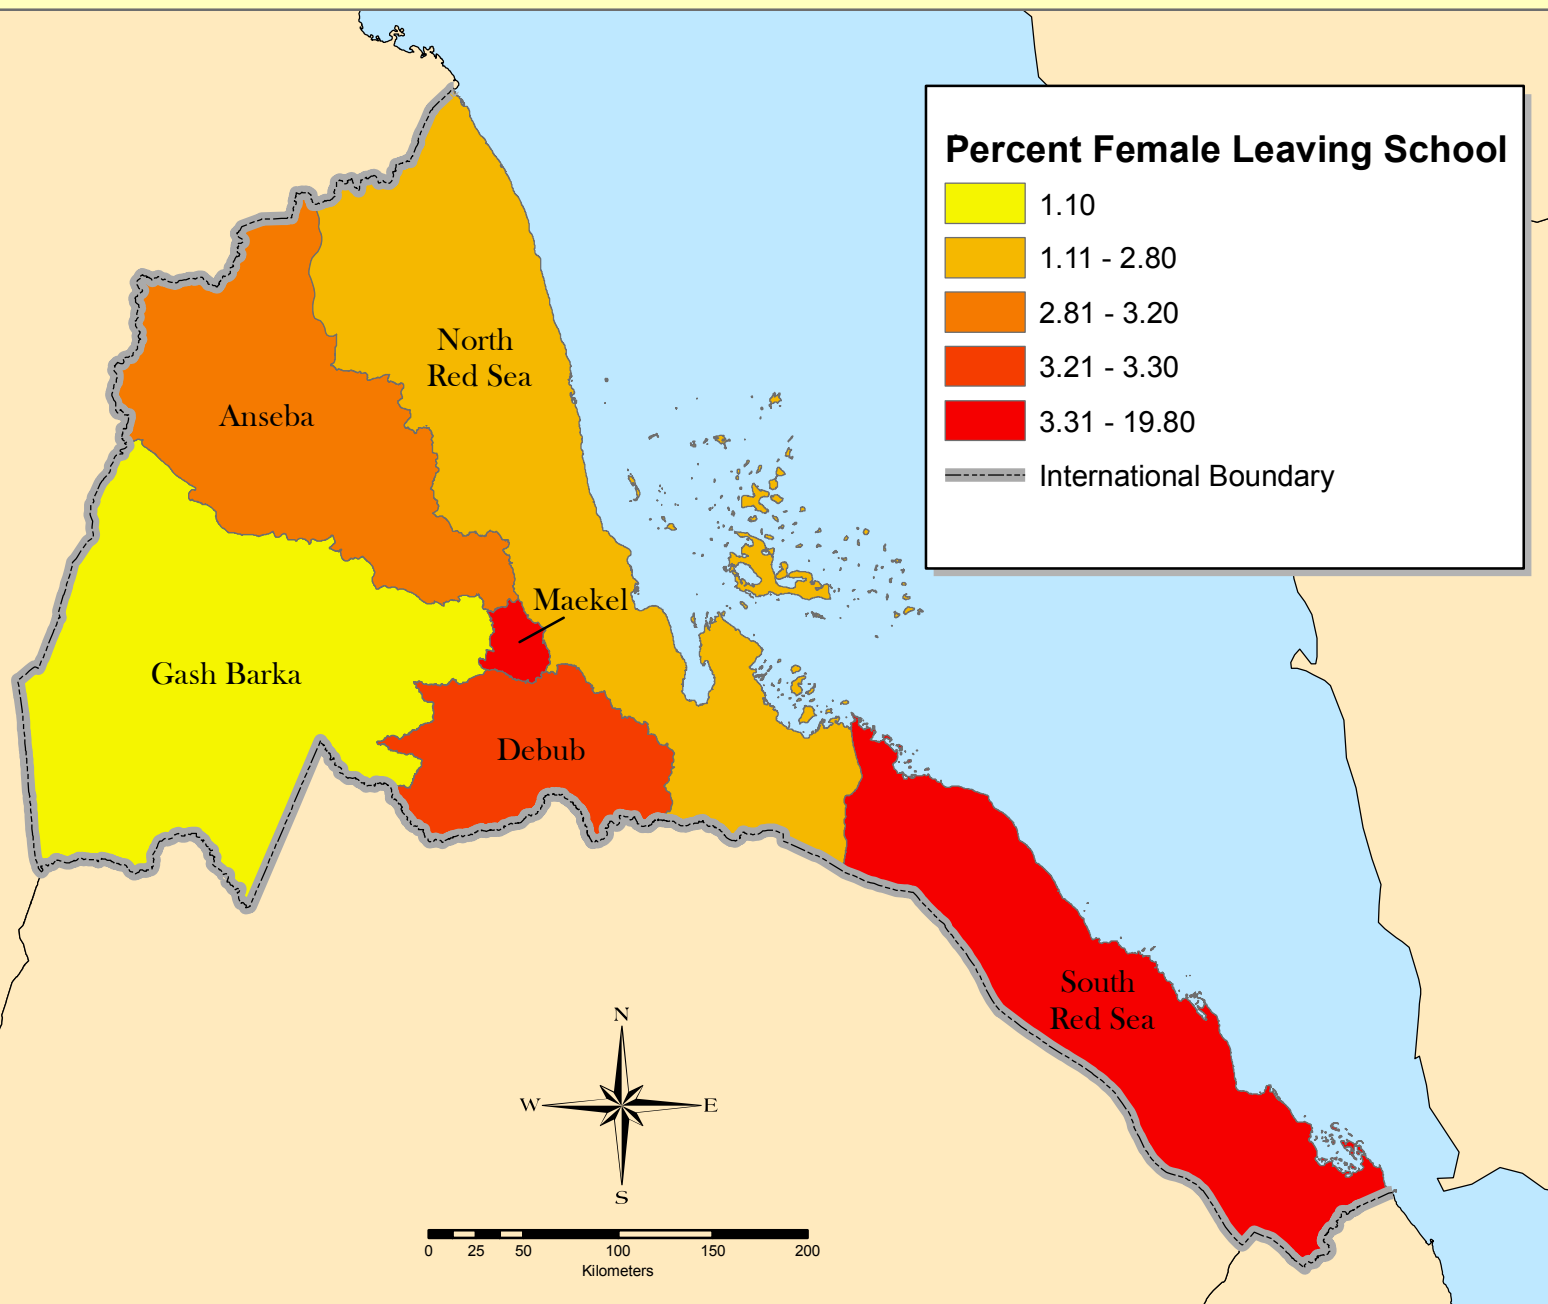 Percent Female Leaving School
1.10
1.11 - 2.80
2.81 - 3.20
3.21 - 3.30
3.31 - 19.80
International Boundary
North
Red Sea
Anseba
Maekel
Gash Barka
Debub
South
Red Sea
N
W E
S
0 25 50 100 150 200
Kilometers